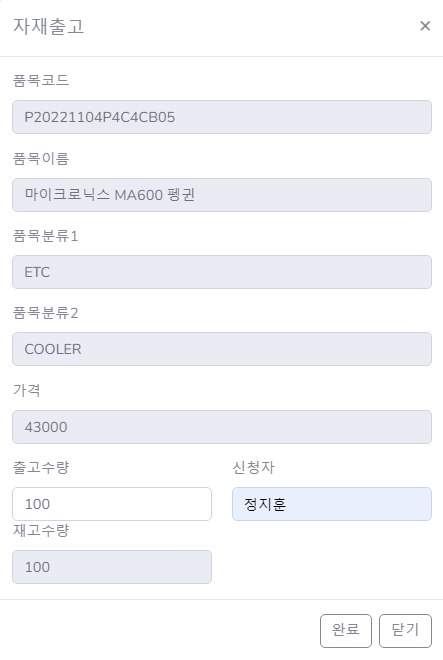 자재출고 ×
품목코드
P20221104P4C4CB05
품목이름
마이크로닉스 MA600 펭귄
품목분류1
ETC
품목분류2
COOLER
가격
43000
출고수량 신청자
100 정지훈
재고수량
100
완료 닫기